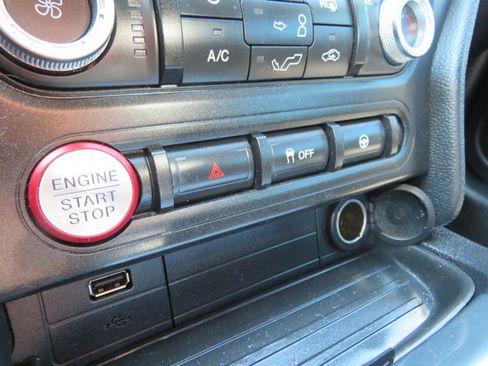 A/C
OFF
ENGINE
START
STOP